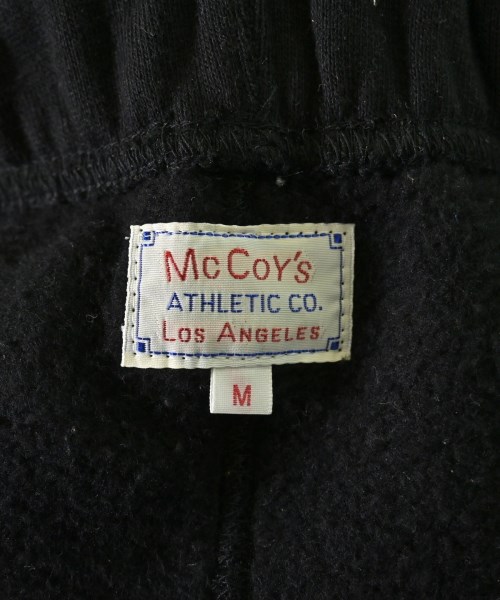 McCoy's
ATHLETIC CO.
LOS ANGELES
M